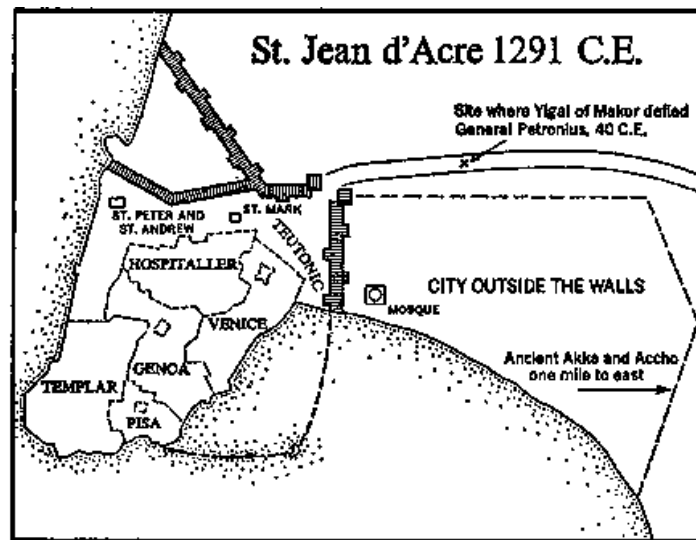 St. Jean d'Acre 1291 C.E.
Site where Yigal of Makor defied
General Petronius, 40 C.E.
ST. PETER AND
ST. ANDREW
ST. MARK
TEUTONIC
HOSPITALLER
CITY OUTSIDE THE WALLS
MOSQUE
VENICE
GENOA
Ancient Akka and Accho
one mile to east
TEMPLAR
PISA